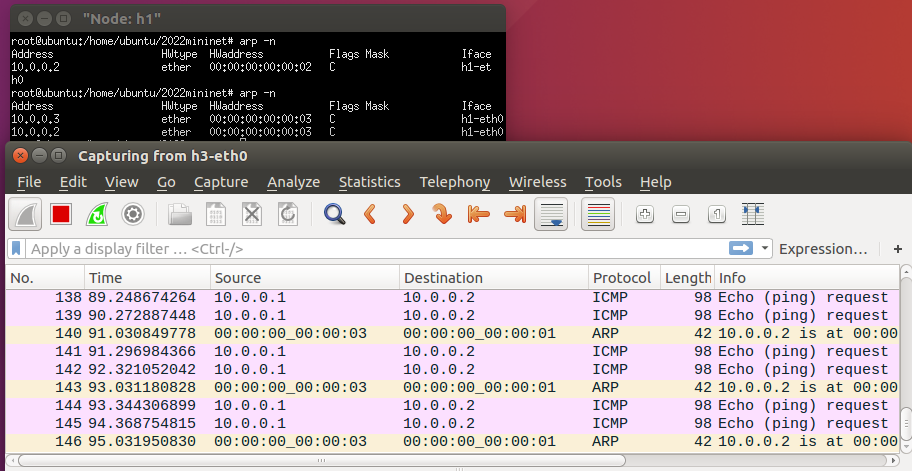 "Node: h1"
root@ubuntu:/home/ubuntu/2022mininet# arp -n
Address HWtype HWaddress Flags Mask Iface
10.0.0.2 ether 00:00:00:00:00:02 C h1-et
h0
root@ubuntu:/home/ubuntu/2022mininet# arp -n
Address HWtype HWaddress Flags Mask Iface
10.0.0.3 ether 00:00:00:00:00:03 C h1-eth0
10.0.0.2 ether 00:00:00:00:00:03 C h1-eth0
Capturing from h3-eth0
File Edit View Go Capture Analyze Statistics Telephony Wireless Tools Help
Apply a display filter ... <Ctrl-/> Expression... +
No. Time Source Destination Protocol Length Info
138 89.248674264 10.0.0.1 10.0.0.2 ICMP 98 Echo (ping) request
139 90.272887448 10.0.0.1 10.0.0.2 ICMP 98 Echo (ping) request
140 91.030849778 00:00:00_00:00:03 00:00:00_00:00:01 ARP 42 10.0.0.2 is at 00:00
141 91.296984366 10.0.0.1 10.0.0.2 ICMP 98 Echo (ping) request
142 92.321052042 10.0.0.1 10.0.0.2 ICMP 98 Echo (ping) request
143 93.031180828 00:00:00_00:00:03 00:00:00_00:00:01 ARP 42 10.0.0.2 is at 00:00
144 93.344306899 10.0.0.1 10.0.0.2 ICMP 98 Echo (ping) request
145 94.368754815 10.0.0.1 10.0.0.2 ICMP 98 Echo (ping) request
146 95.031950830 00:00:00_00:00:03 00:00:00_00:00:01 ARP 42 10.0.0.2 is at 00:00